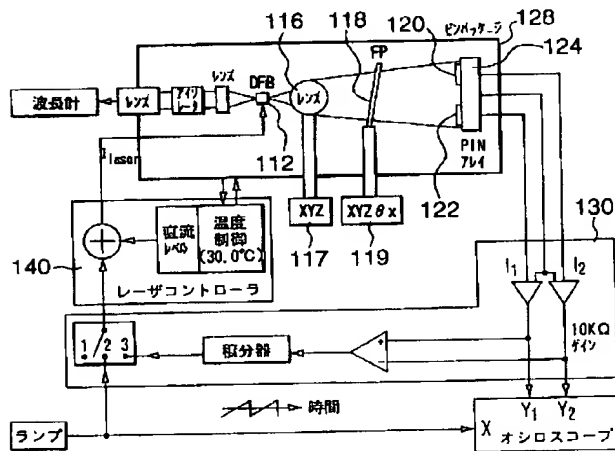 116
118
120
ピンパッケージ
128
124
FP
レンズ
DFB
波長計
レンズ
アイソレータ
レンズ
112
PIN
アレイ
122
I laser
XYZ
XYZ θx
117
119
130
140
直流
レベル
温度
制御
(30.0℃)
レーザコントローラ
I1
I2
10KΩ
ゲイン
1
2
3
積分器
+
−
時間
ランプ
X
Y1
Y2
オシロスコープ